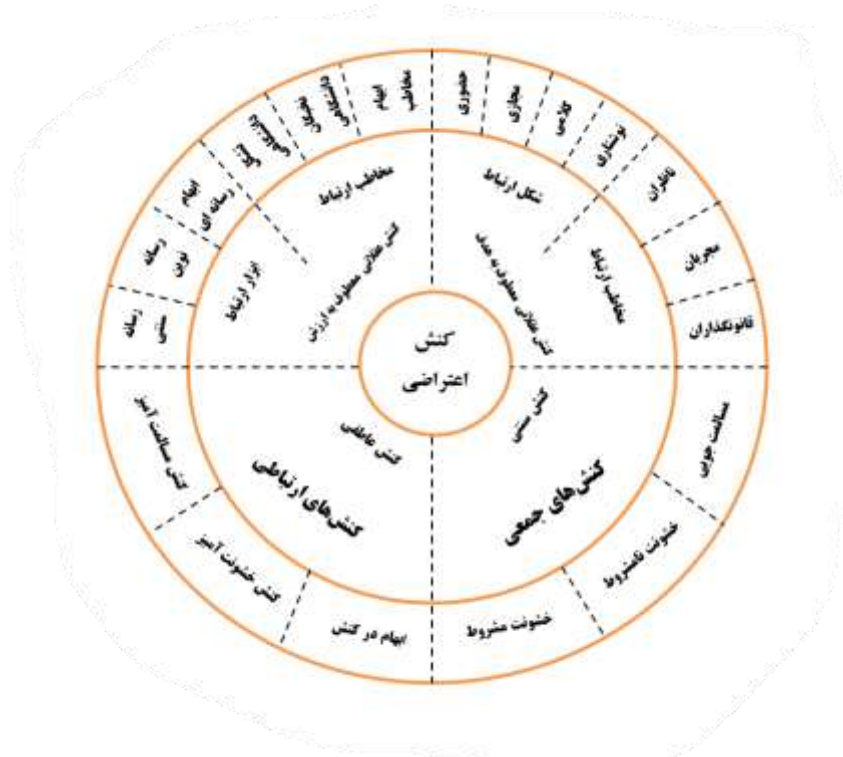 کنش
اعتراضی
کنش عقلانی معطوف به هدف
شکل ارتباط
مخاطب ارتباط
حضوری
مجازی
کلامی
نوشتاری
ناظران
مجریان
قانونگذاران
کنش سنتی
کنش‌های جمعی
مسالمت جویی
خشونت نامشروط
خشونت مشروط
کنش عاطفی
کنش‌های ارتباطی
ابهام در کنش
کنش خشونت آمیز
کنش مسالمت آمیز
کنش عقلانی معطوف به ارزش
ابزار ارتباط
مخاطب ارتباط
رسانه
سنتی
رسانه
نوین
ابهام
رسانه ای
نخبگان
دانشگاهی
ابهام
مخاطب